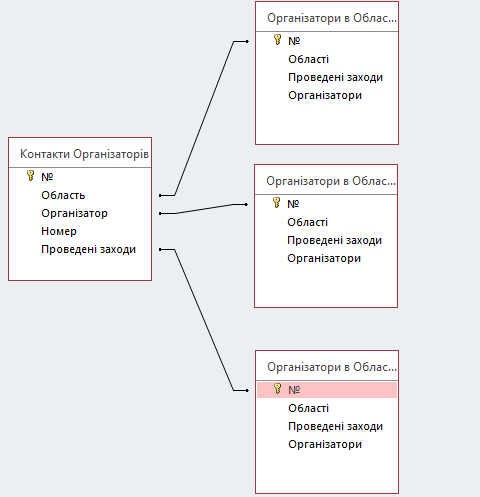 Організатори в Облас...
№
Області
Проведені заходи
Організатори
Контакти Організаторів
№
Область
Організатор
Номер
Проведені заходи
Організатори в Облас...
№
Області
Проведені заходи
Організатори
Організатори в Облас...
№
Області
Проведені заходи
Організатори